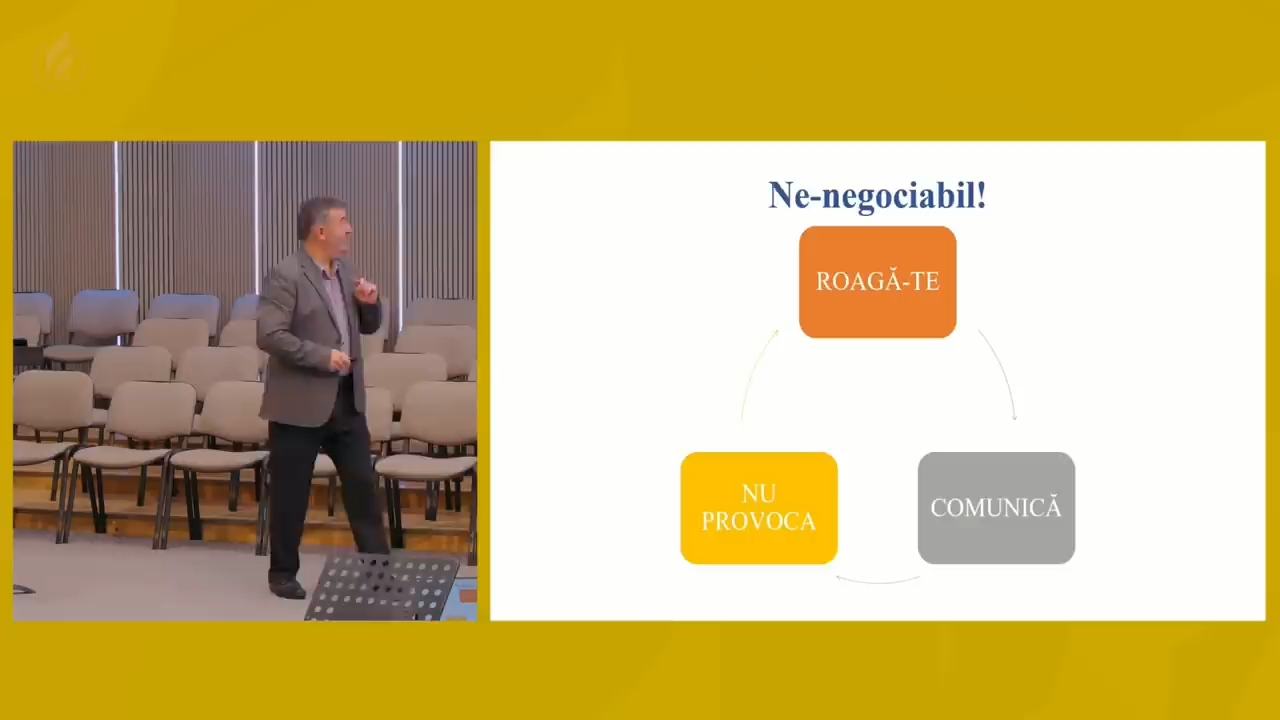 Ne-negociabil!
ROAGĂ-TE
COMUNICĂ
NU
PROVOCA